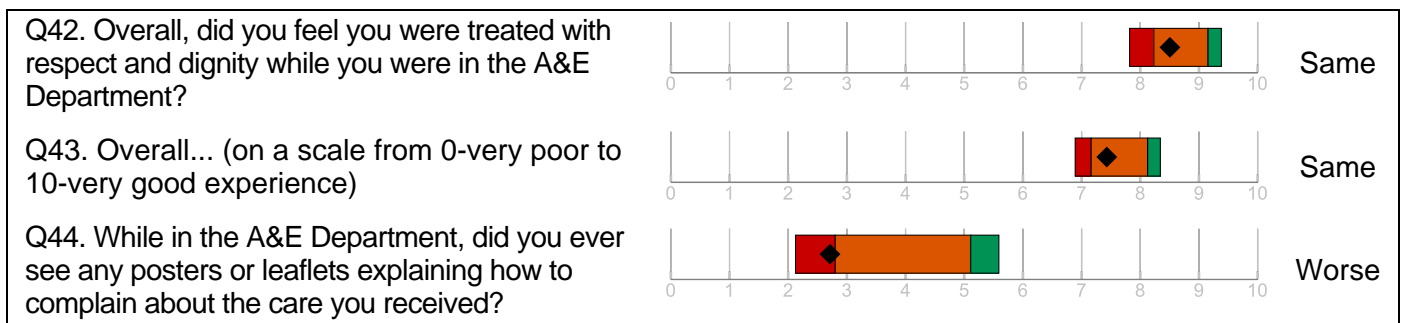 Q42. Overall, did you feel you were treated with
respect and dignity while you were in the A&E
Department?
0 1 2 3 4 5 6 7 8 9 10
Same
Q43. Overall... (on a scale from 0-very poor to
10-very good experience)
0 1 2 3 4 5 6 7 8 9 10
Same
Q44. While in the A&E Department, did you ever
see any posters or leaflets explaining how to
complain about the care you received?
0 1 2 3 4 5 6 7 8 9 10
Worse